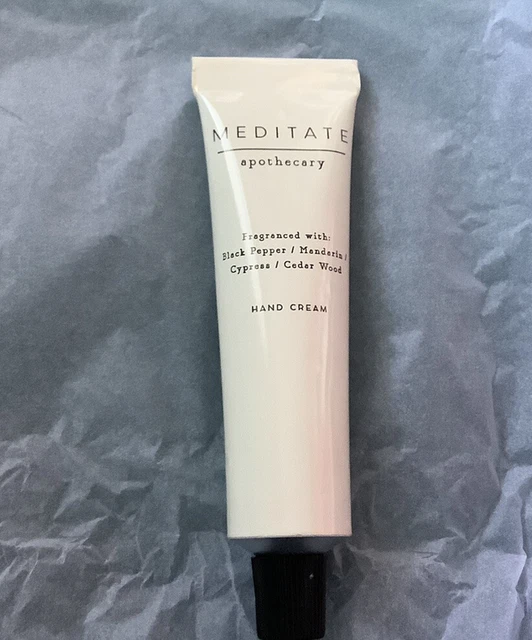 MEDITATE
apothecary
Fragranced with:
Black Pepper / Mandarin /
Cypress / Cedar Wood
HAND CREAM